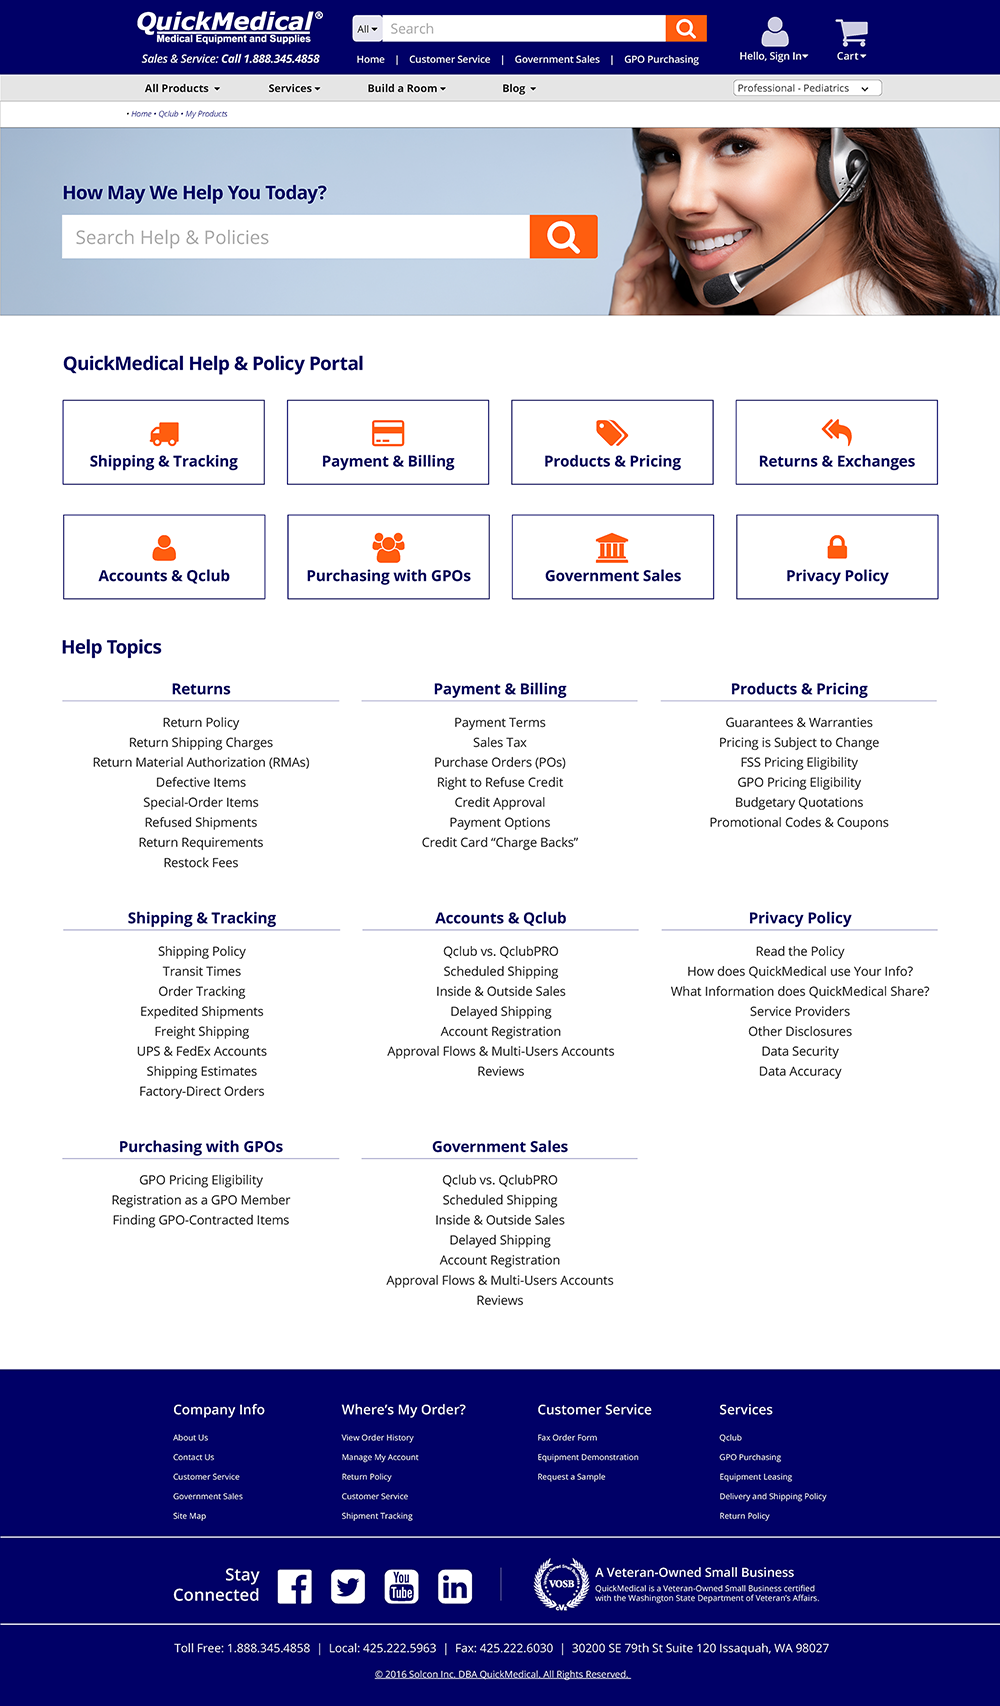 QuickMedical®
Medical Equipment and Supplies
Sales & Service: Call 1.888.345.4858
All Search
Home | Customer Service | Government Sales | GPO Purchasing
Hello, Sign In
Cart
All Products Services Build a Room Blog
Professional - Pediatrics
• Home • Qclub • My Products
How May We Help You Today?
Search Help & Policies
QuickMedical Help & Policy Portal
Shipping & Tracking
Payment & Billing
Products & Pricing
Returns & Exchanges
Accounts & Qclub
Purchasing with GPOs
Government Sales
Privacy Policy
Help Topics
Returns
Return Policy
Return Shipping Charges
Return Material Authorization (RMAs)
Defective Items
Special-Order Items
Refused Shipments
Return Requirements
Restock Fees
Payment & Billing
Payment Terms
Sales Tax
Purchase Orders (POs)
Right to Refuse Credit
Credit Approval
Payment Options
Credit Card “Charge Backs”
Products & Pricing
Guarantees & Warranties
Pricing is Subject to Change
FSS Pricing Eligibility
GPO Pricing Eligibility
Budgetary Quotations
Promotional Codes & Coupons
Shipping & Tracking
Shipping Policy
Transit Times
Order Tracking
Expedited Shipments
Freight Shipping
UPS & FedEx Accounts
Shipping Estimates
Factory-Direct Orders
Accounts & Qclub
Qclub vs. QclubPRO
Scheduled Shipping
Inside & Outside Sales
Delayed Shipping
Account Registration
Approval Flows & Multi-Users Accounts
Reviews
Privacy Policy
Read the Policy
How does QuickMedical use Your Info?
What Information does QuickMedical Share?
Service Providers
Other Disclosures
Data Security
Data Accuracy
Purchasing with GPOs
GPO Pricing Eligibility
Registration as a GPO Member
Finding GPO-Contracted Items
Government Sales
Qclub vs. QclubPRO
Scheduled Shipping
Inside & Outside Sales
Delayed Shipping
Account Registration
Approval Flows & Multi-Users Accounts
Reviews
Company Info
About Us
Contact Us
Customer Service
Government Sales
Site Map
Where’s My Order?
View Order History
Manage My Account
Return Policy
Customer Service
Shipment Tracking
Customer Service
Fax Order Form
Equipment Demonstration
Request a Sample
Services
Qclub
GPO Purchasing
Equipment Leasing
Delivery and Shipping Policy
Return Policy
Stay
Connected
You
Tube
in
VOSB
CVE
A Veteran-Owned Small Business
QuickMedical is a Veteran-Owned Small Business certified
with the Washington State Department of Veteran’s Affairs.
Toll Free: 1.888.345.4858 | Local: 425.222.5963 | Fax: 425.222.6030 | 30200 SE 79th St Suite 120 Issaquah, WA 98027
© 2016 Solcon Inc. DBA QuickMedical. All Rights Reserved.